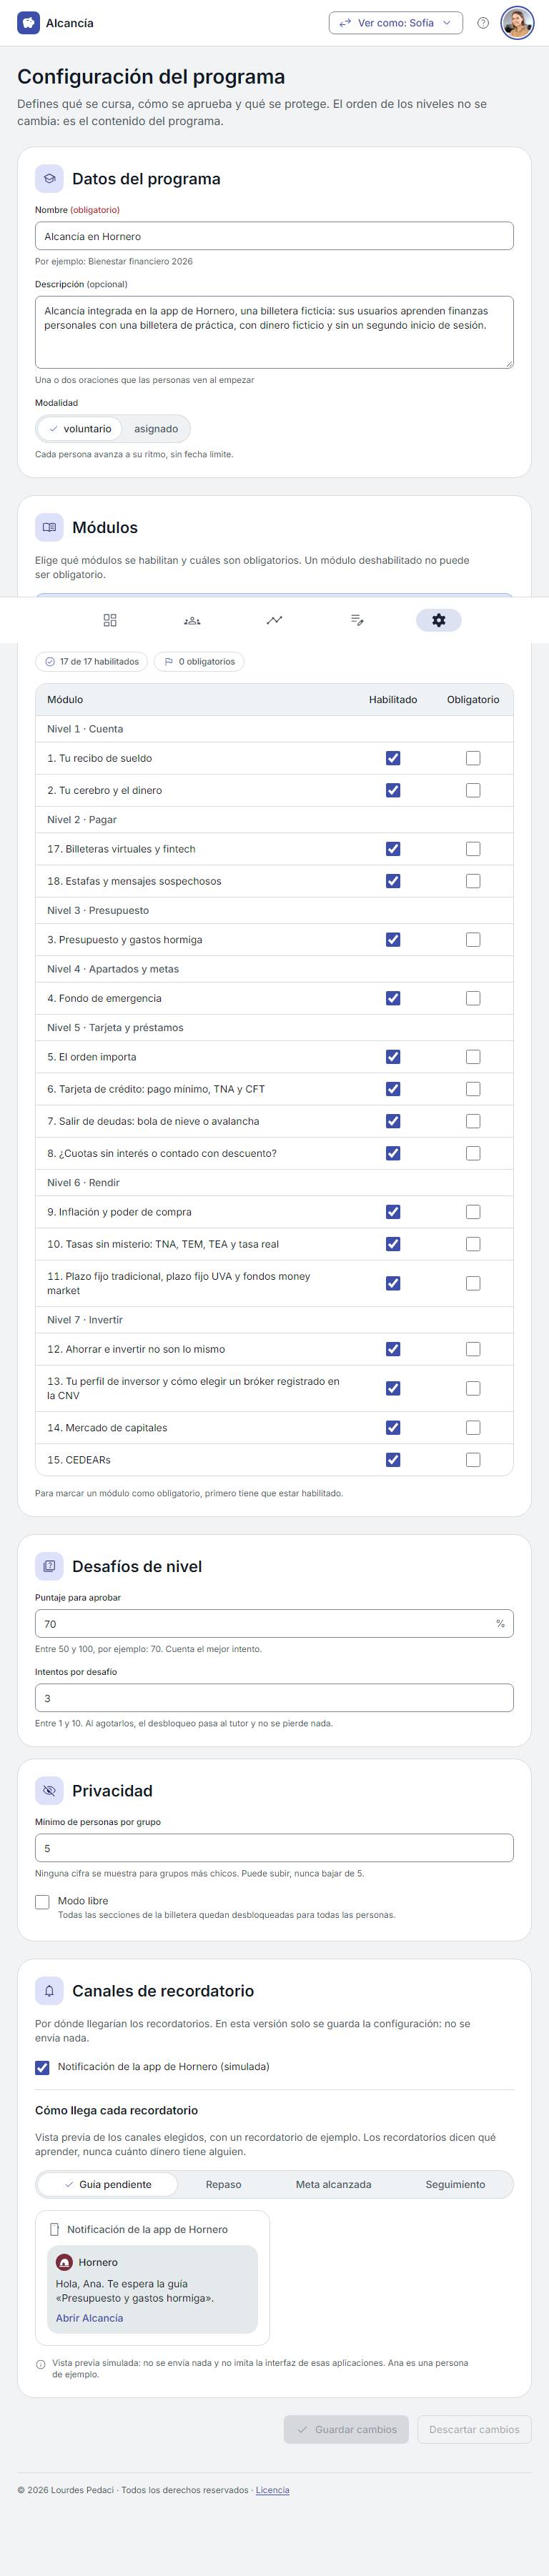 Alcancía
Ver como: Sofía
Configuración del programa
Defines qué se cursa, cómo se aprueba y qué se protege. El orden de los niveles no se
cambia: es el contenido del programa.
Datos del programa
Nombre (obligatorio)
Alcancía en Hornero
Por ejemplo: Bienestar financiero 2026
Descripción (opcional)
Alcancía integrada en la app de Hornero, una billetera ficticia: sus usuarios aprenden finanzas
personales con una billetera de práctica, con dinero ficticio y sin un segundo inicio de sesión.
Una o dos oraciones que las personas ven al empezar
Modalidad
voluntario
asignado
Cada persona avanza a su ritmo, sin fecha límite.
Módulos
Elige qué módulos se habilitan y cuáles son obligatorios. Un módulo deshabilitado no puede
ser obligatorio.
17 de 17 habilitados
0 obligatorios
Módulo Habilitado Obligatorio
Nivel 1 · Cuenta
1. Tu recibo de sueldo
2. Tu cerebro y el dinero
Nivel 2 · Pagar
17. Billeteras virtuales y fintech
18. Estafas y mensajes sospechosos
Nivel 3 · Presupuesto
3. Presupuesto y gastos hormiga
Nivel 4 · Apartados y metas
4. Fondo de emergencia
Nivel 5 · Tarjeta y préstamos
5. El orden importa
6. Tarjeta de crédito: pago mínimo, TNA y CFT
7. Salir de deudas: bola de nieve o avalancha
8. ¿Cuotas sin interés o contado con descuento?
Nivel 6 · Rendir
9. Inflación y poder de compra
10. Tasas sin misterio: TNA, TEM, TEA y tasa real
11. Plazo fijo tradicional, plazo fijo UVA y fondos money
market
Nivel 7 · Invertir
12. Ahorrar e invertir no son lo mismo
13. Tu perfil de inversor y cómo elegir un bróker registrado en
la CNV
14. Mercado de capitales
15. CEDEARs
Para marcar un módulo como obligatorio, primero tiene que estar habilitado.
Desafíos de nivel
Puntaje para aprobar
70 %
Entre 50 y 100, por ejemplo: 70. Cuenta el mejor intento.
Intentos por desafío
3
Entre 1 y 10. Al agotarlos, el desbloqueo pasa al tutor y no se pierde nada.
Privacidad
Mínimo de personas por grupo
5
Ninguna cifra se muestra para grupos más chicos. Puede subir, nunca bajar de 5.
Modo libre
Todas las secciones de la billetera quedan desbloqueadas para todas las personas.
Canales de recordatorio
Por dónde llegarían los recordatorios. En esta versión solo se guarda la configuración: no se
envía nada.
Notificación de la app de Hornero (simulada)
Cómo llega cada recordatorio
Vista previa de los canales elegidos, con un recordatorio de ejemplo. Los recordatorios dicen qué
aprender, nunca cuánto dinero tiene alguien.
Guía pendiente
Repaso
Meta alcanzada
Seguimiento
Notificación de la app de Hornero
Hornero
Hola, Ana. Te espera la guía
«Presupuesto y gastos hormiga».
Abrir Alcancía
Vista previa simulada: no se envía nada y no imita la interfaz de esas aplicaciones. Ana es una persona
de ejemplo.
Guardar cambios
Descartar cambios
© 2026 Lourdes Pedaci · Todos los derechos reservados · Licencia